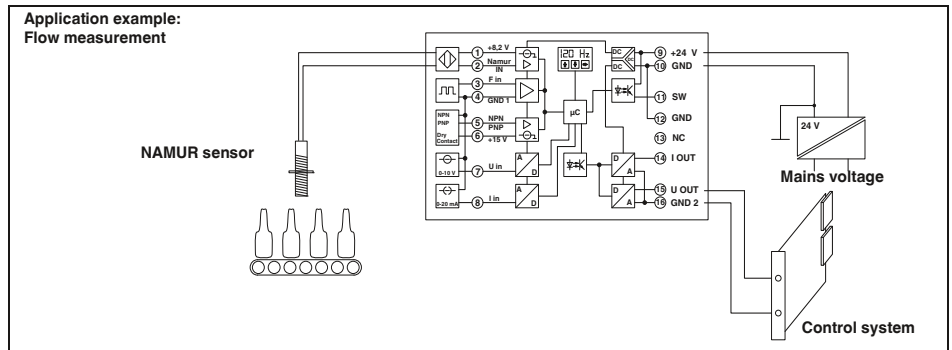 Application example:
Flow measurement
NAMUR sensor
1 +8,2 V
2 Namur
IN
3 F in
4 GND 1
NPN
PNP
Dry
Contact
5 NPN
PNP
6 +15 V
0-10 V
7 U in
0-20 mA
8 I in
A
D
A
D
120 Hz
µC
DC
DC
DC
D
A
D
A
9 +24 V
10 GND
11 SW
12 GND
13 NC
14 I OUT
15 U OUT
16 GND 2
24 V
Mains voltage
Control system